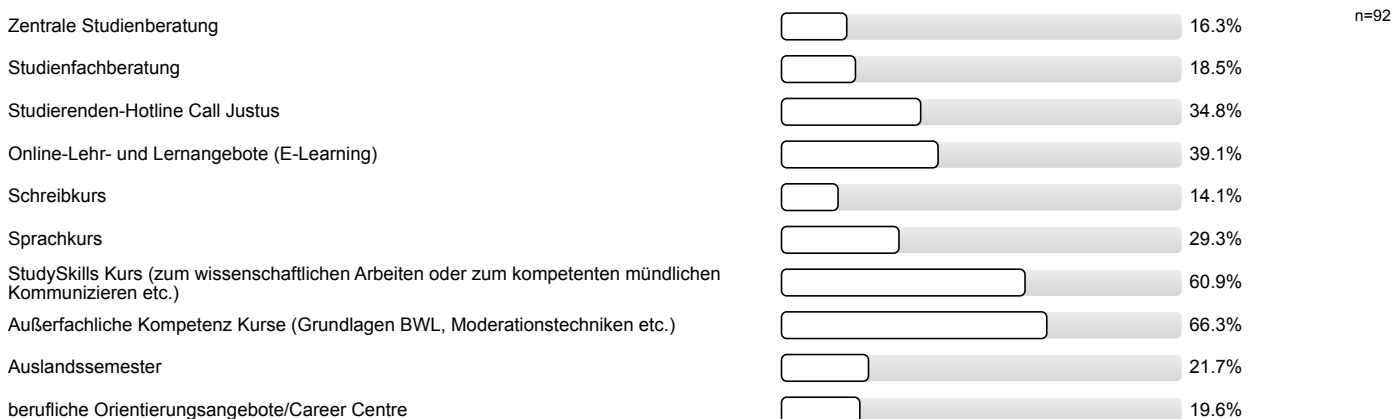 Zentrale Studienberatung 16.3% n=92
Studienfachberatung 18.5%
Studierenden-Hotline Call Justus 34.8%
Online-Lehr- und Lernangebote (E-Learning) 39.1%
Schreibkurs 14.1%
Sprachkurs 29.3%
StudySkills Kurs (zum wissenschaftlichen Arbeiten oder zum kompetenten mündlichen
Kommunizieren etc.) 60.9%
Außerfachliche Kompetenz Kurse (Grundlagen BWL, Moderationstechniken etc.) 66.3%
Auslandssemester 21.7%
berufliche Orientierungsangebote/Career Centre 19.6%